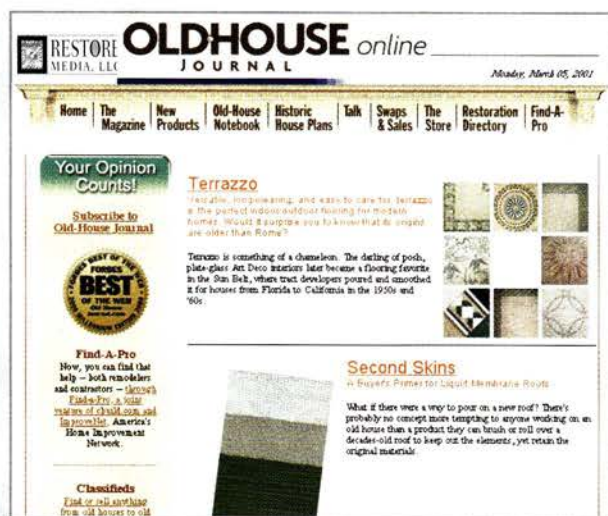 RESTORE
MEDIA, LLC
OLDHOUSE online
JOURNAL
Monday, March 05, 2001
Home
The Magazine
New Products
Old-House Notebook
Historic House Plans
Talk
Swaps & Sales
The Store
Restoration Directory
Find-A-Pro
Your Opinion
Counts!
Subscribe to
Old-House Journal
FORBES
BEST
OF THE WEB
Find-A-Pro
Now, you can find that
help – both remodelers
and contractors – through
Find-a-Pro, a joint
venture of cbuild.com and
ImproveNet, America's
Home Improvement
Network.
Classifieds
Find or sell anything
from old houses to old
Terrazzo
Versatile, long-wearing, and easy to care for, terrazzo
is the perfect indoor/outdoor flooring for modern
homes. Would it surprise you to know that its origins
are older than Rome?
Terrazzo is something of a chameleon. The darling of posh,
plate-glass Art Deco interiors later became a flooring favorite
in the Sun Belt, where tract developers poured and smoothed
it for houses from Florida to California in the 1950s and
'60s.
Second Skins
A Buyer's Primer for Liquid Membrane Roofs
What if there were a way to pour on a new roof? There's
probably no concept more tempting to anyone working on an
old house than a product they can brush or roll over a
decades-old roof to keep out the elements, yet retain the
original materials.